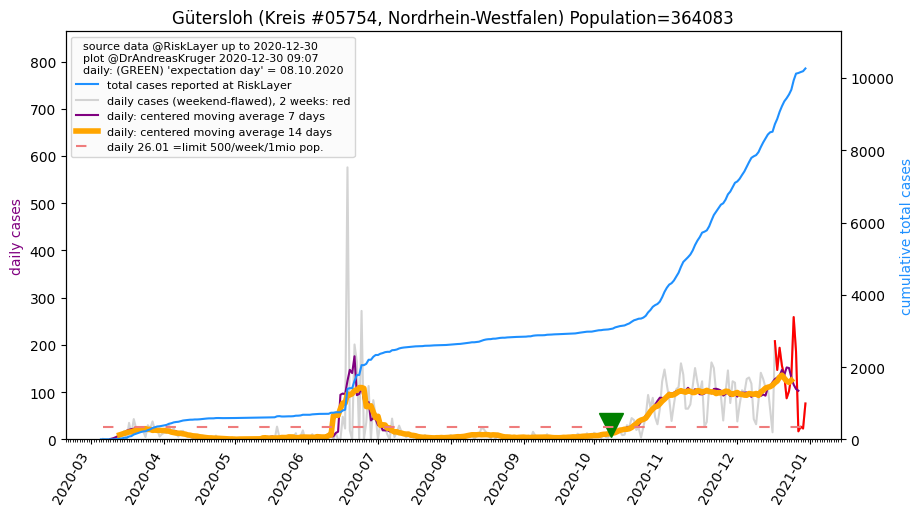 Gütersloh (Kreis #05754, Nordrhein-Westfalen) Population=364083
source data @RiskLayer up to 2020-12-30
plot @DrAndreasKruger 2020-12-30 09:07
daily: (GREEN) 'expectation day' = 08.10.2020
total cases reported at RiskLayer
daily cases (weekend-flawed), 2 weeks: red
daily: centered moving average 7 days
daily: centered moving average 14 days
daily 26.01 =limit 500/week/1mio pop.
daily cases
800
700
600
500
400
300
200
100
0
cumulative total cases
10000
8000
6000
4000
2000
0
2020-03
2020-04
2020-05
2020-06
2020-07
2020-08
2020-09
2020-10
2020-11
2020-12
2021-01